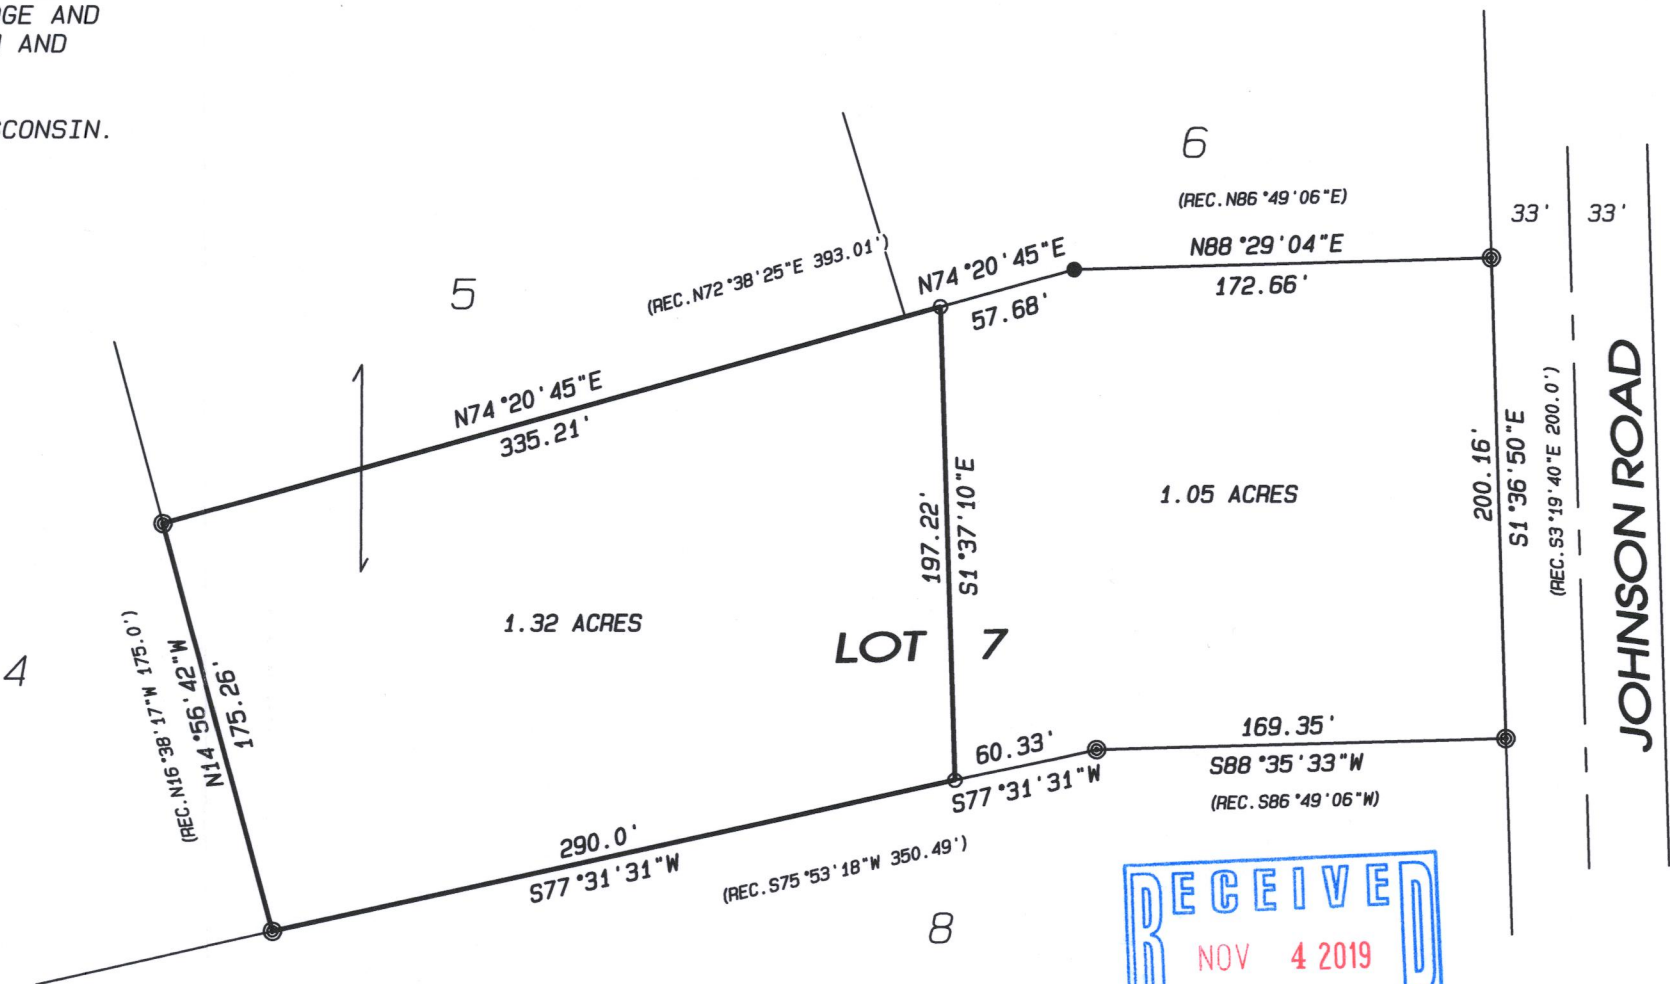 GE AND
AND
SCONSIN.
6
(REC.N86°49'06"E)
33' 33'
N88°29'04"E
172.66'
N74°20'45"E
57.68'
(REC.N72°38'25"E 393.01')
5
N74°20'45"E
335.21'
197.22'
S1°37'10"E
1.05 ACRES
200.16'
S1°36'50"E
(REC.S3°19'40"E 200.0')
JOHNSON ROAD
1.32 ACRES
LOT 7
4
(REC.N16°38'17"W 175.0')
N14°56'42"W
175.26'
60.33'
S77°31'31"W
169.35'
S88°35'33"W
(REC.S86°49'06"W)
290.0'
S77°31'31"W
(REC.S75°53'18"W 350.49')
8
RECEIVED
NOV 4 2019